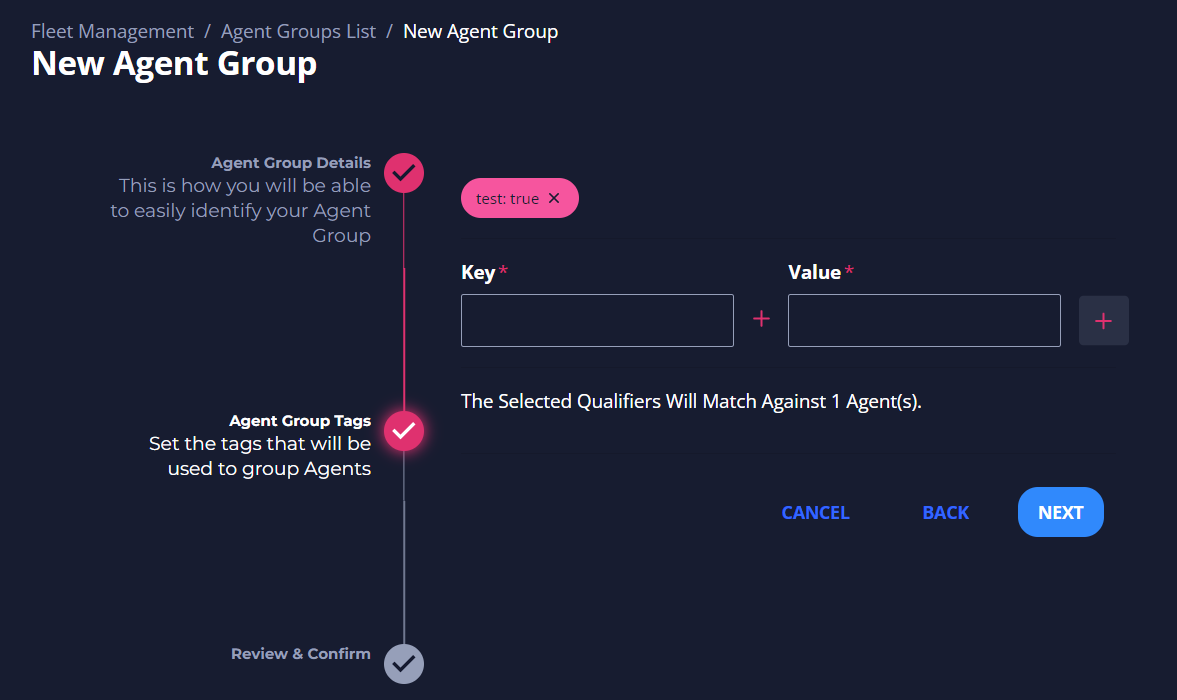 Fleet Management / Agent Groups List / New Agent Group
New Agent Group
Agent Group Details
This is how you will be able
to easily identify your Agent
Group
test: true ✕
Key *
Value *
+
+
The Selected Qualifiers Will Match Against 1 Agent(s).
Agent Group Tags
Set the tags that will be
used to group Agents
CANCEL
BACK
NEXT
Review & Confirm